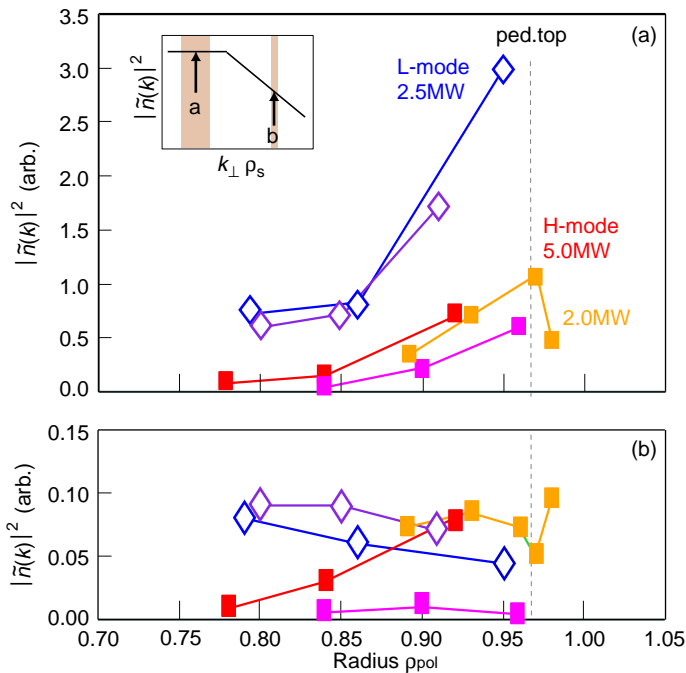 (a)
ped.top
3.5
3.0
2.5
2.0
1.5
1.0
0.5
0.0
|ñ(k)|² (arb.)
|ñ(k)|²
a
b
k⊥ ρs
L-mode
2.5MW
H-mode
5.0MW
2.0MW
(b)
0.15
0.10
0.05
0.00
|ñ(k)|² (arb.)
0.70
0.75
0.80
0.85
0.90
0.95
1.00
1.05
Radius ρpol